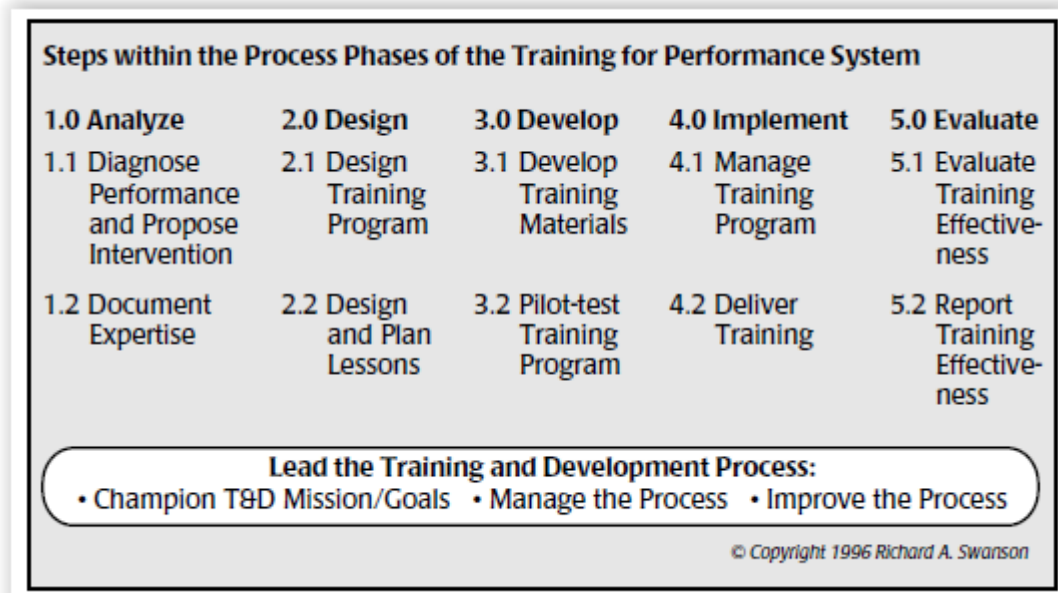 Steps within the Process Phases of the Training for Performance System
1.0 Analyze
1.1 Diagnose
Performance
and Propose
Intervention
1.2 Document
Expertise
2.0 Design
2.1 Design
Training
Program
2.2 Design
and Plan
Lessons
3.0 Develop
3.1 Develop
Training
Materials
3.2 Pilot-test
Training
Program
4.0 Implement
4.1 Manage
Training
Program
4.2 Deliver
Training
5.0 Evaluate
5.1 Evaluate
Training
Effective-
ness
5.2 Report
Training
Effective-
ness
Lead the Training and Development Process:
• Champion T&D Mission/Goals • Manage the Process • Improve the Process
© Copyright 1996 Richard A. Swanson